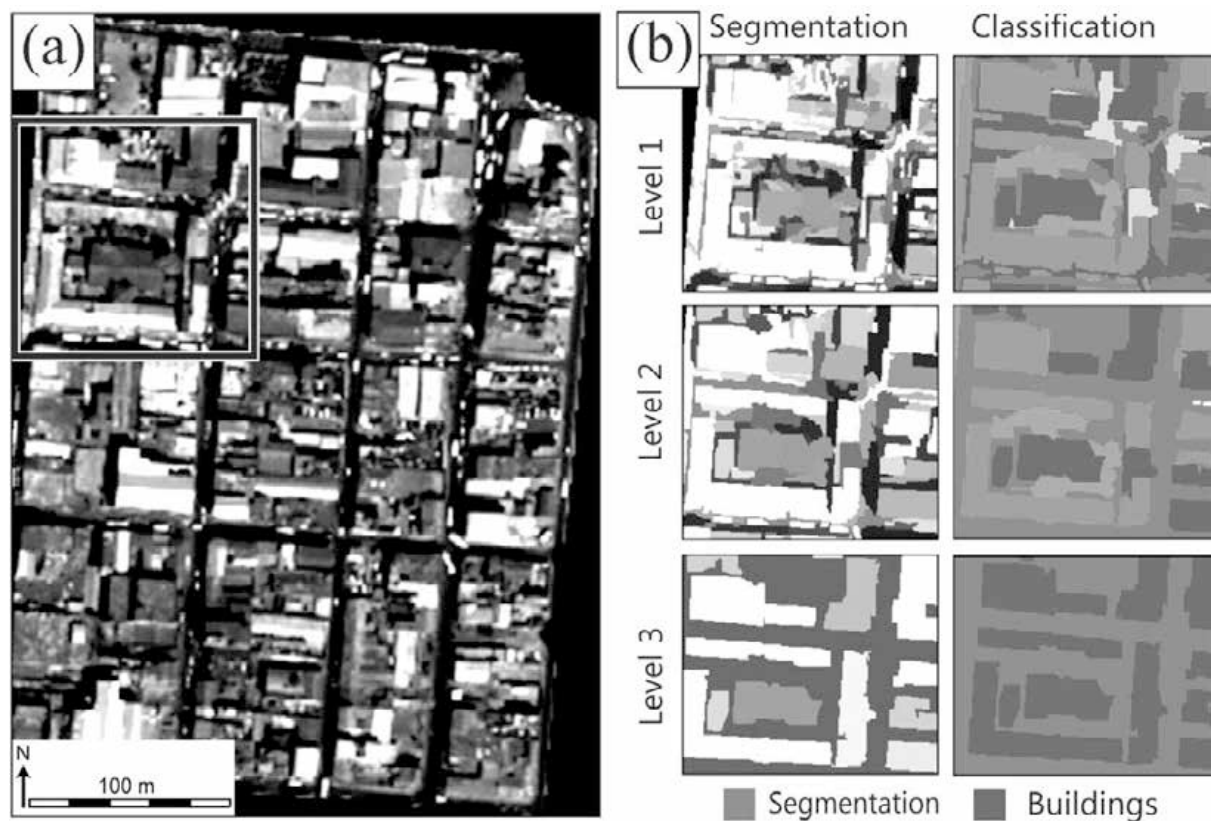 (a)
N
100 m
(b)
Segmentation
Classification
Level 1
Level 2
Level 3
Segmentation
Buildings